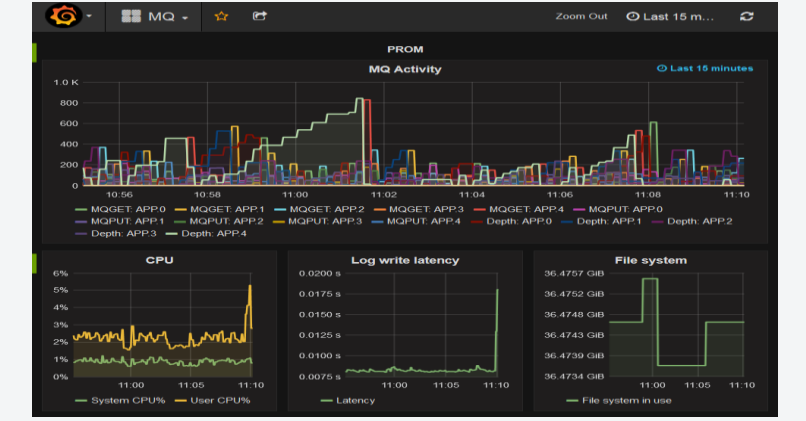 MQ Zoom Out Last 15 m...
PROM
MQ Activity Last 15 minutes
1.0 K
800
600
400
200
0
10:56 10:58 11:00 11:02 11:04 11:06 11:08 11:10
MQGET: APP.0 MQGET: APP.1 MQGET: APP.2 MQGET: APP.3 MQGET: APP.4 MQPUT: APP.0
MQPUT: APP.1 MQPUT: APP.2 MQPUT: APP.3 MQPUT: APP.4 Depth: APP.0 Depth: APP.1 Depth: APP.2
Depth: APP.3 Depth: APP.4
CPU
6%
5%
4%
3%
2%
1%
0%
11:00 11:05 11:10
System CPU% User CPU%
Log write latency
0.0200 s
0.0175 s
0.0150 s
0.0125 s
0.0100 s
0.0075 s
11:00 11:05 11:10
Latency
File system
36.4757 GiB
36.4752 GiB
36.4748 GiB
36.4743 GiB
36.4739 GiB
36.4734 GiB
11:00 11:05 11:10
File system in use